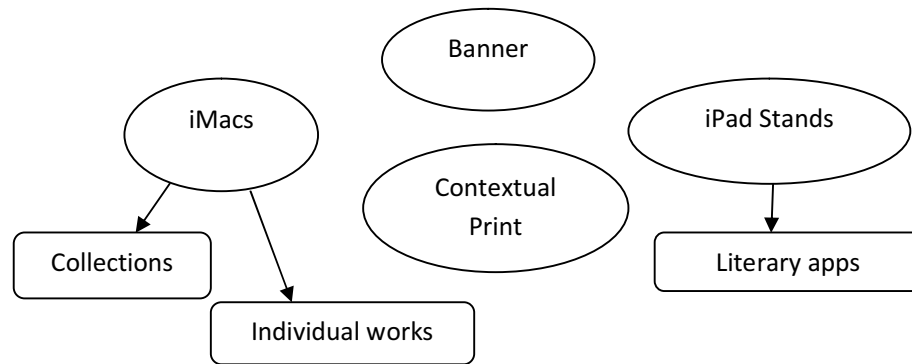 Banner
iMacs
iPad Stands
Contextual
Print
Collections
Literary apps
Individual works